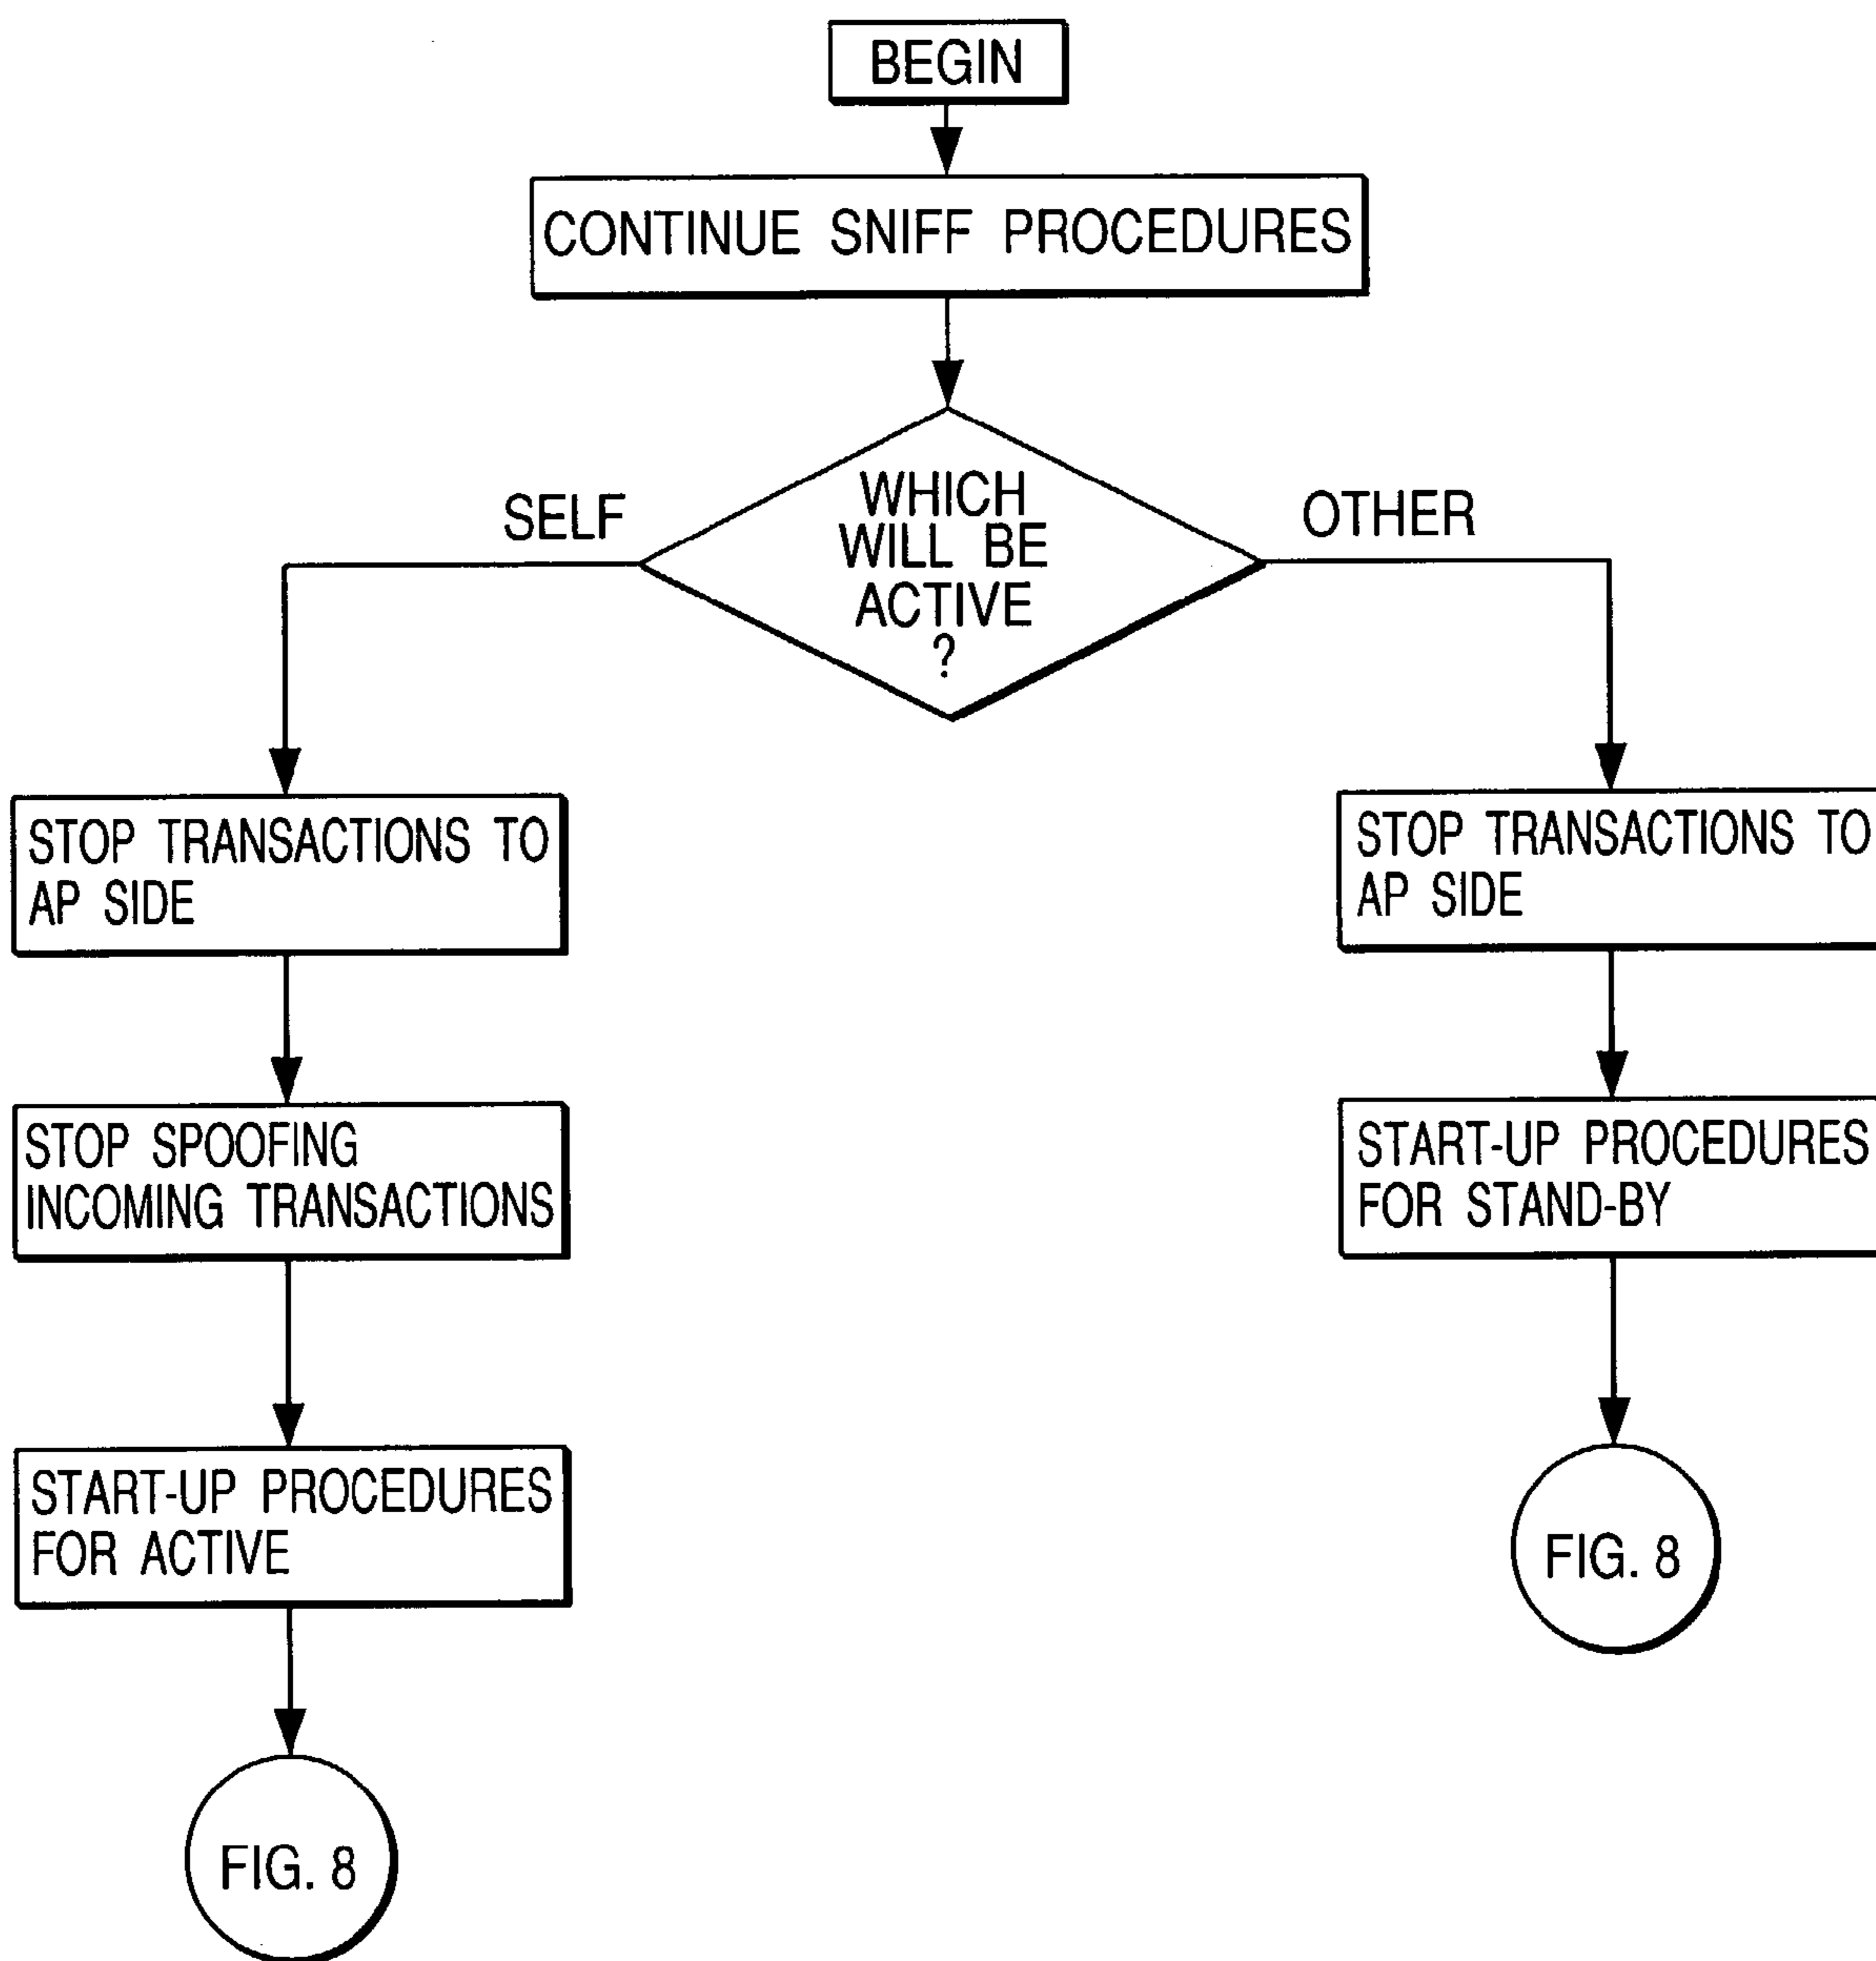 BEGIN
CONTINUE SNIFF PROCEDURES
WHICH
WILL BE
ACTIVE
?
SELF
OTHER
STOP TRANSACTIONS TO
AP SIDE
STOP SPOOFING
INCOMING TRANSACTIONS
START-UP PROCEDURES
FOR ACTIVE
FIG. 8
STOP TRANSACTIONS TO
AP SIDE
START-UP PROCEDURES
FOR STAND-BY
FIG. 8